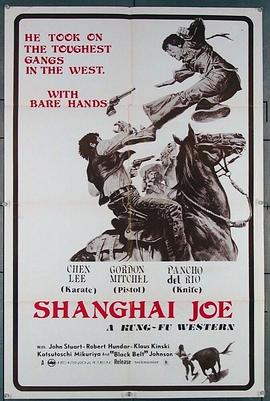 HE TOOK ON
THE TOUGHEST
GANGS
IN THE WEST.
WITH
BARE HANDS
CHEN LEE (Karate)
GORDON MITCHEL (Pistol)
PANCHO del RIO (Knife)
SHANGHAI JOE
A KUNG-FU WESTERN
With John Stuart - Robert Hundar - Klaus Kinski
Katsutoschi Mikuriya And "Black Belt" Johnson
A
Release